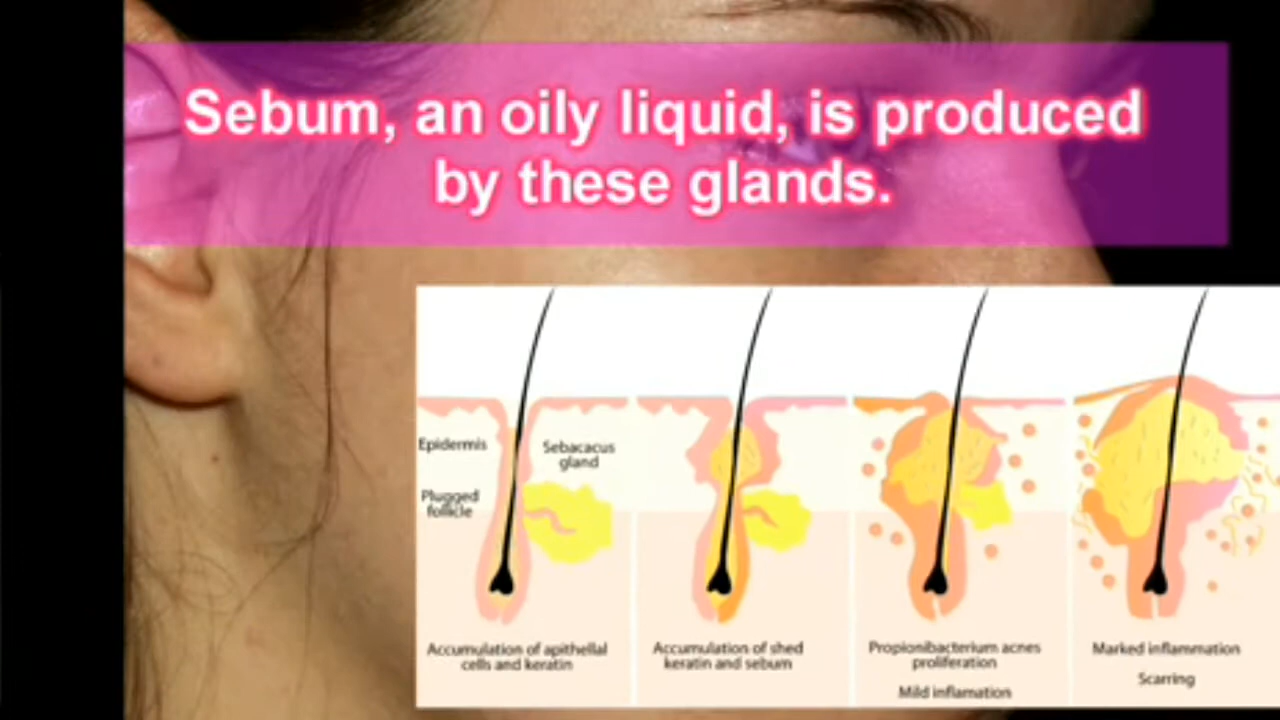 Sebum, an oily liquid, is produced
by these glands.
Epidermis
Sebacacus
gland
Plugged
follicle
Accumulation of apithellal
cells and keratin
Accumulation of shed
keratin and sebum
Propionibacterium acnes
proliferation
Mild inflamation
Marked inflammation
Scarring